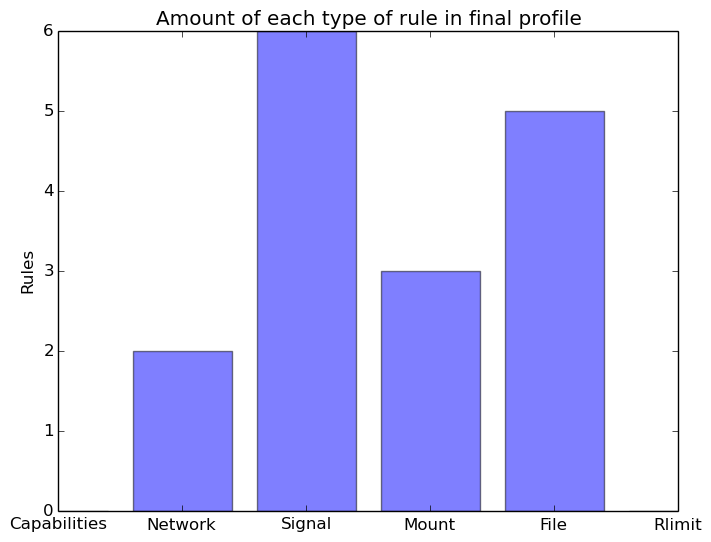 Amount of each type of rule in final profile
6
5
4
3
2
1
0
Rules
Capabilities Network Signal Mount File Rlimit